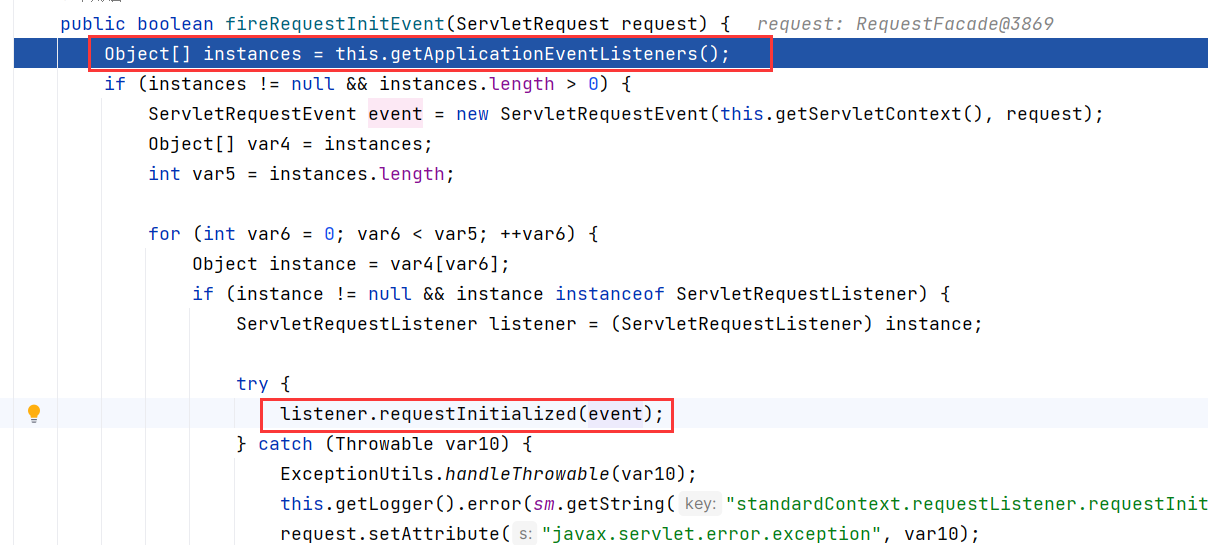 public boolean fireRequestInitEvent(ServletRequest request) {   request: RequestFacade@3869
    Object[] instances = this.getApplicationEventListeners();
    if (instances != null && instances.length > 0) {
        ServletRequestEvent event = new ServletRequestEvent(this.getServletContext(), request);
        Object[] var4 = instances;
        int var5 = instances.length;

        for (int var6 = 0; var6 < var5; ++var6) {
            Object instance = var4[var6];
            if (instance != null && instance instanceof ServletRequestListener) {
                ServletRequestListener listener = (ServletRequestListener) instance;

                try {
                    listener.requestInitialized(event);
                } catch (Throwable var10) {
                    ExceptionUtils.handleThrowable(var10);
                    this.getLogger().error(sm.getString( key: "standardContext.requestListener.requestInit
                    request.setAttribute( s: "javax.servlet.error.exception", var10);